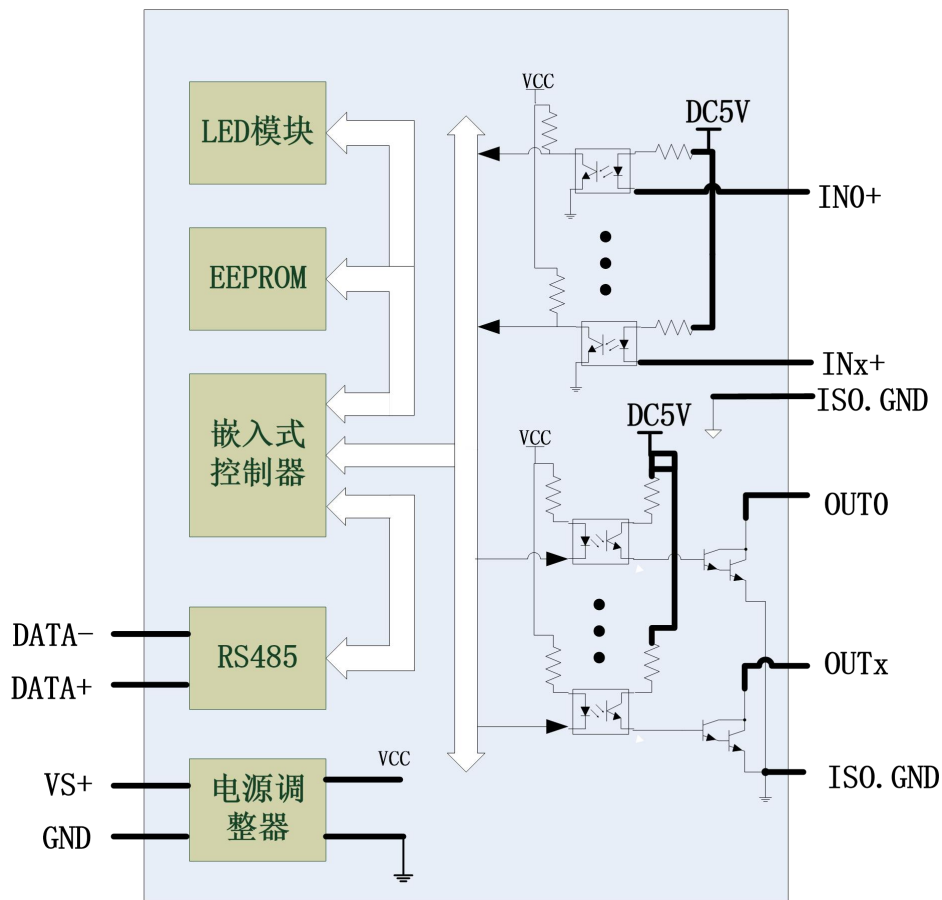 VCC
DC5V
LED模块
IN0+
EEPROM
INx+
ISO.GND
DC5V
嵌入式
控制器
VCC
OUT0
DATA-
RS485
DATA+
OUTx
VCC
VS+
电源调
整器
ISO.GND
GND